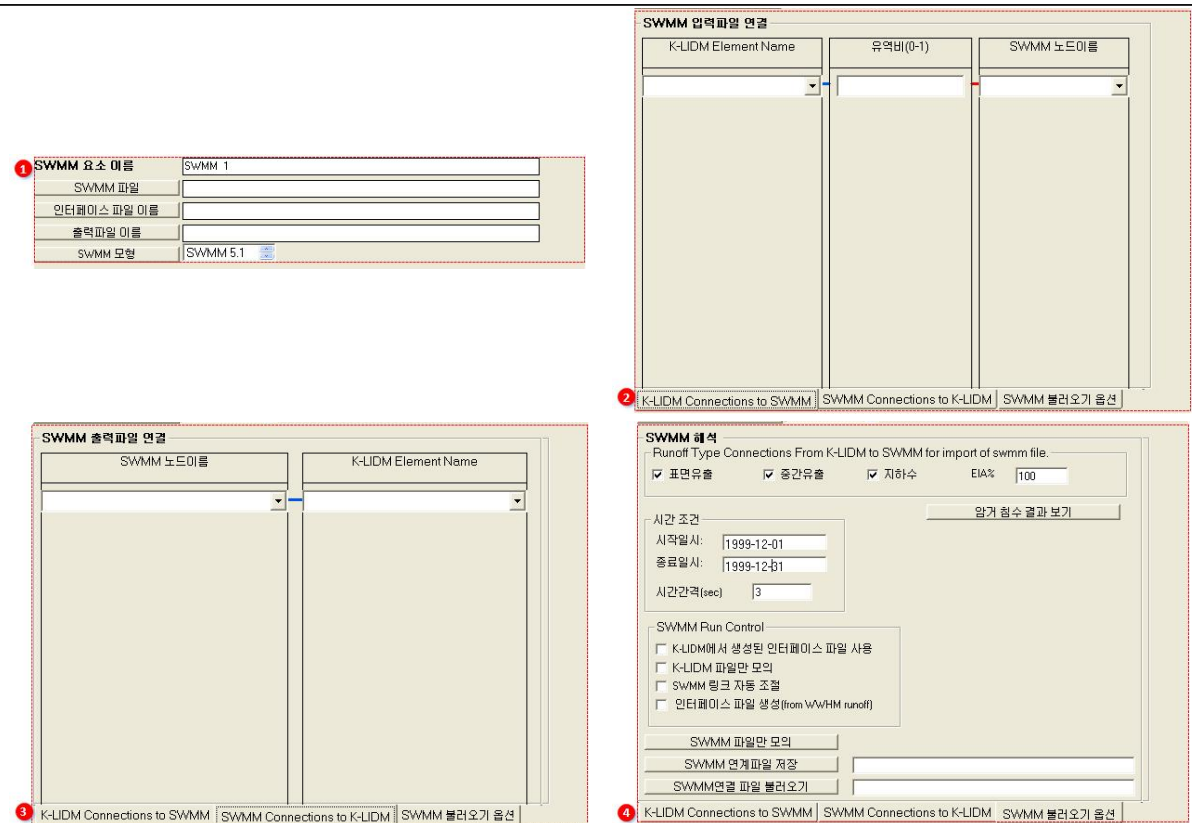 1 SWMM 요소 이름 SWMM 1
SWMM 파일
인터페이스 파일 이름
출력파일 이름
SWMM 모형 SWMM 5.1
SWMM 입력파일 연결
K-LIDM Element Name 유역비(0-1) SWMM 노드이름
2 K-LIDM Connections to SWMM SWMM Connections to K-LIDM SWMM 불러오기 옵션
SWMM 출력파일 연결
SWMM 노드이름 K-LIDM Element Name
3 K-LIDM Connections to SWMM SWMM Connections to K-LIDM SWMM 불러오기 옵션
SWMM 해석
Runoff Type Connections From K-LIDM to SWMM for import of swmm file.
표면유출 중간유출 지하수 EIA% 100
암거 침수 결과 보기
시간 조건
시작일시: 1999-12-01
종료일시: 1999-12-31
시간간격(sec) 3
SWMM Run Control
K-LIDM에서 생성된 인터페이스 파일 사용
K-LIDM 파일만 모의
SWMM 링크 자동 조절
인터페이스 파일 생성(from WWHM runoff)
SWMM 파일만 모의
SWMM 연계파일 저장
SWMM연결 파일 불러오기
4 K-LIDM Connections to SWMM SWMM Connections to K-LIDM SWMM 불러오기 옵션